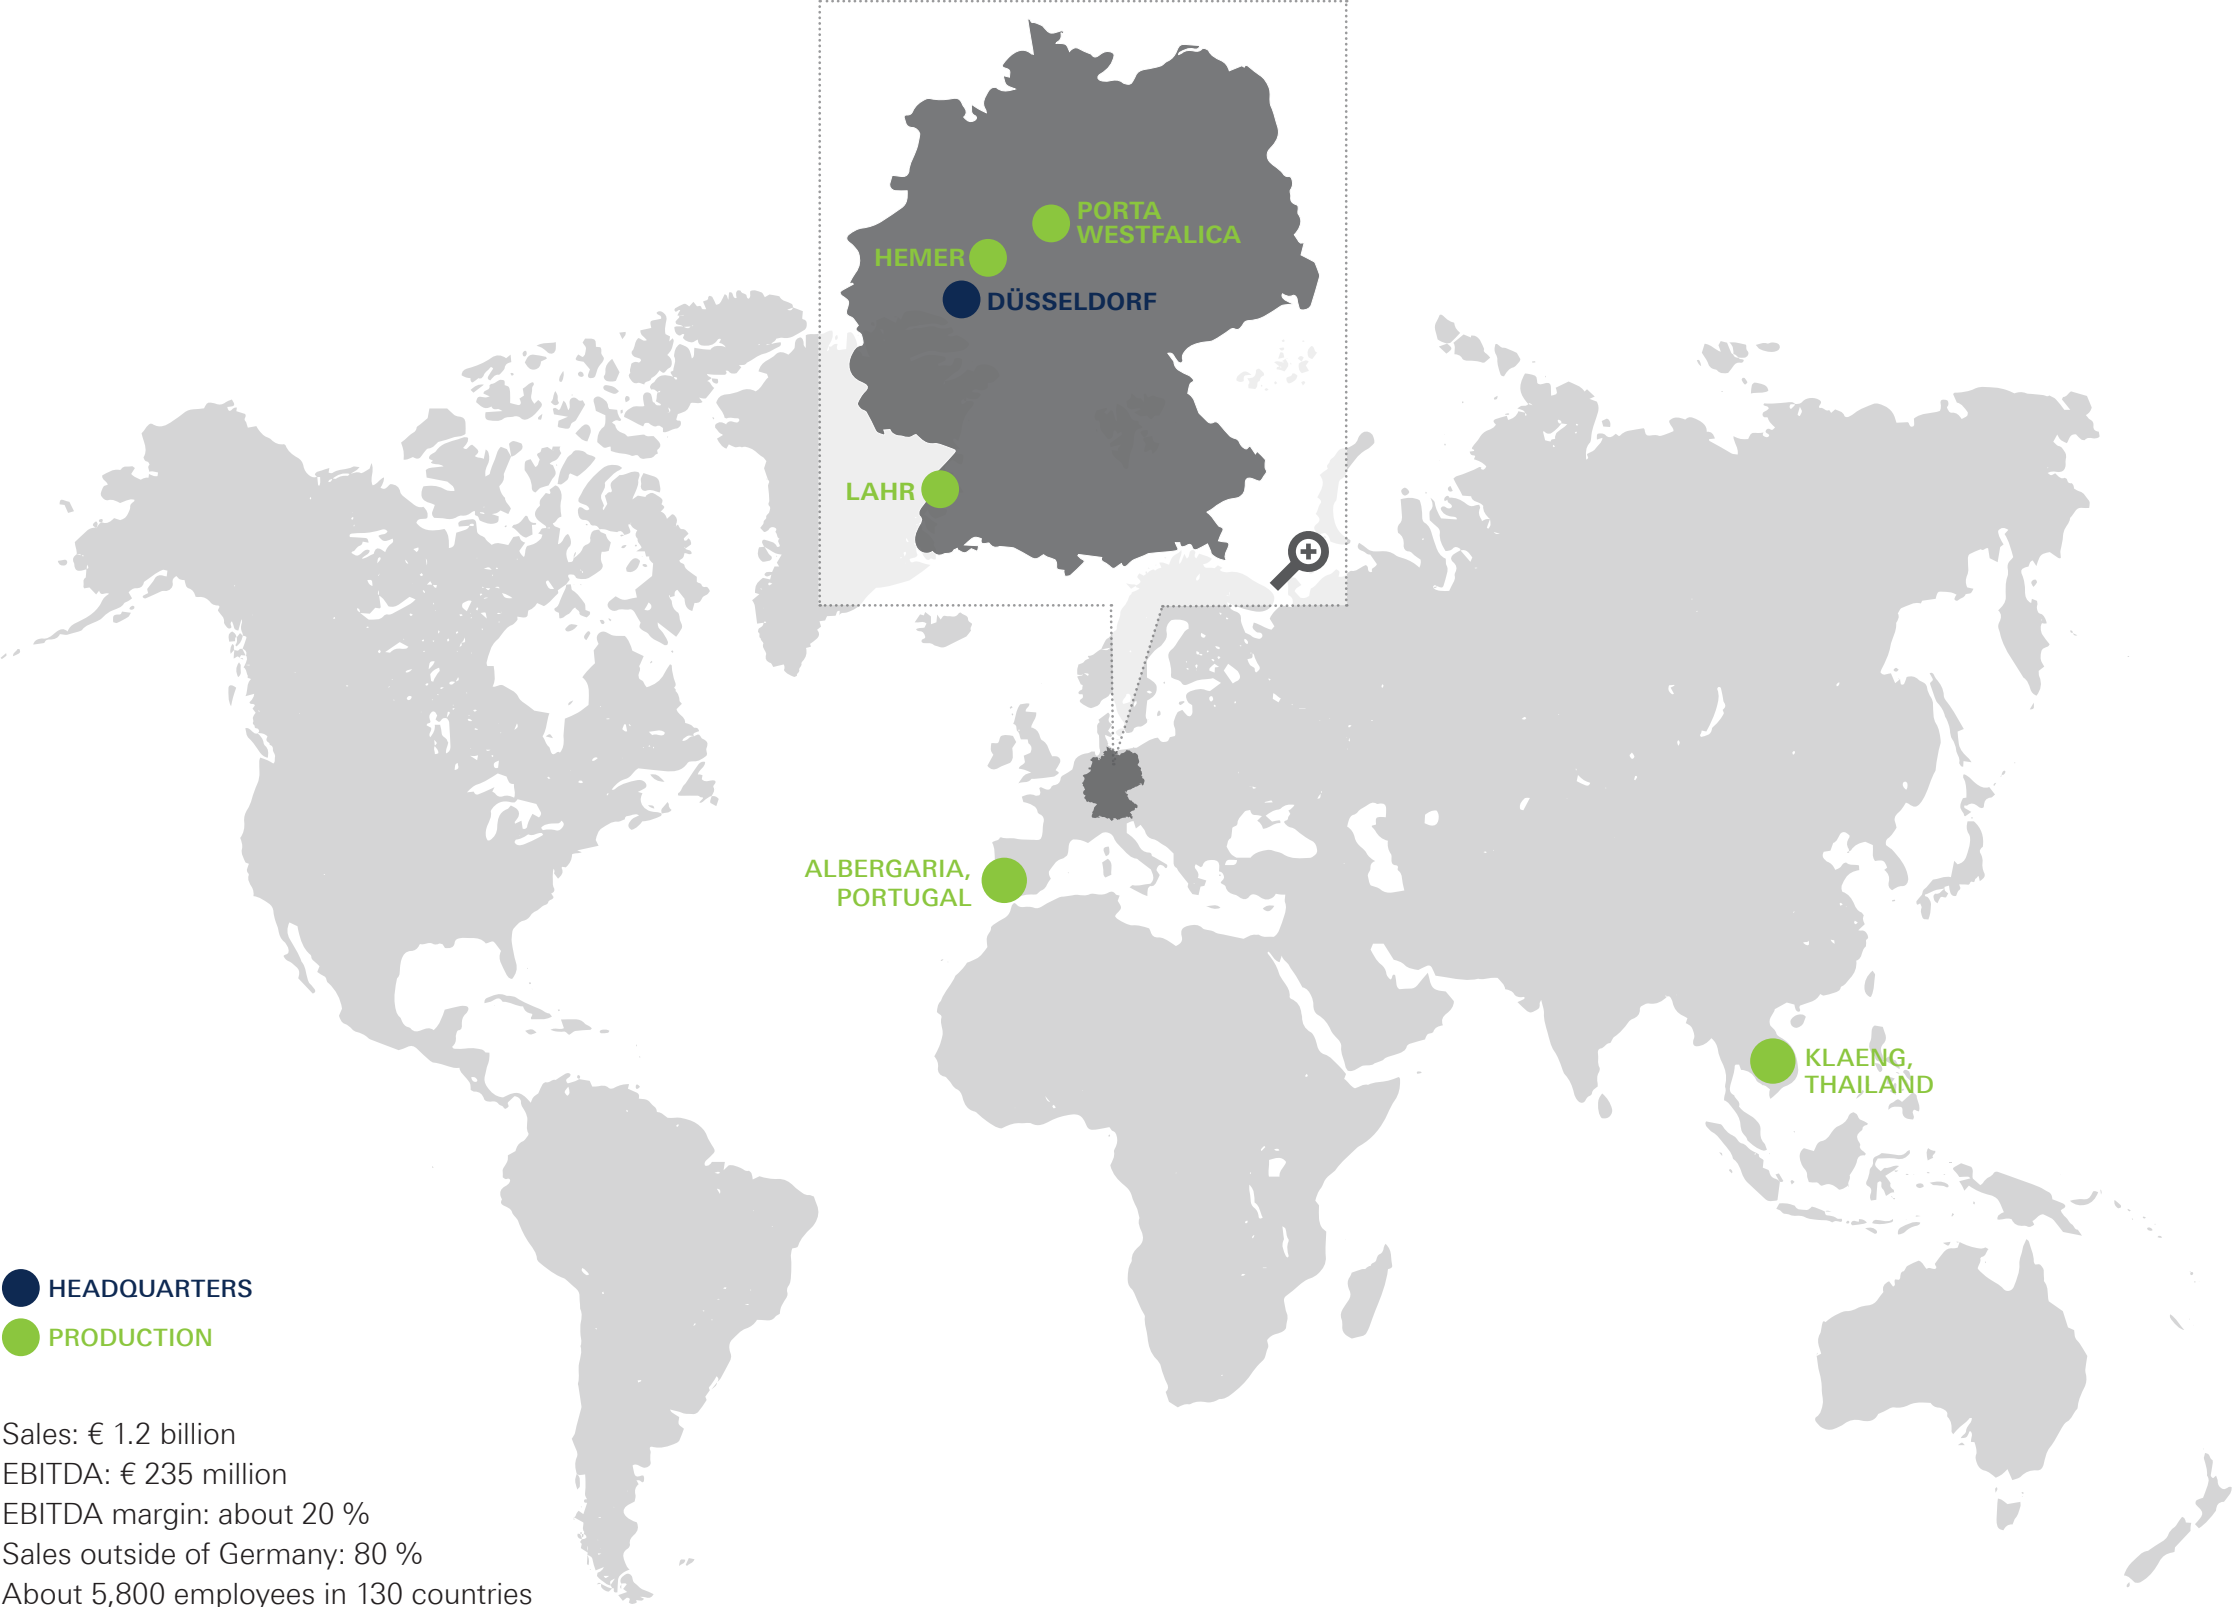 PORTA
WESTFALICA
HEMER
DÜSSELDORF
LAHR
ALBERGARIA,
PORTUGAL
KLAENG,
THAILAND
HEADQUARTERS
PRODUCTION
Sales: € 1.2 billion
EBITDA: € 235 million
EBITDA margin: about 20 %
Sales outside of Germany: 80 %
About 5,800 employees in 130 countries